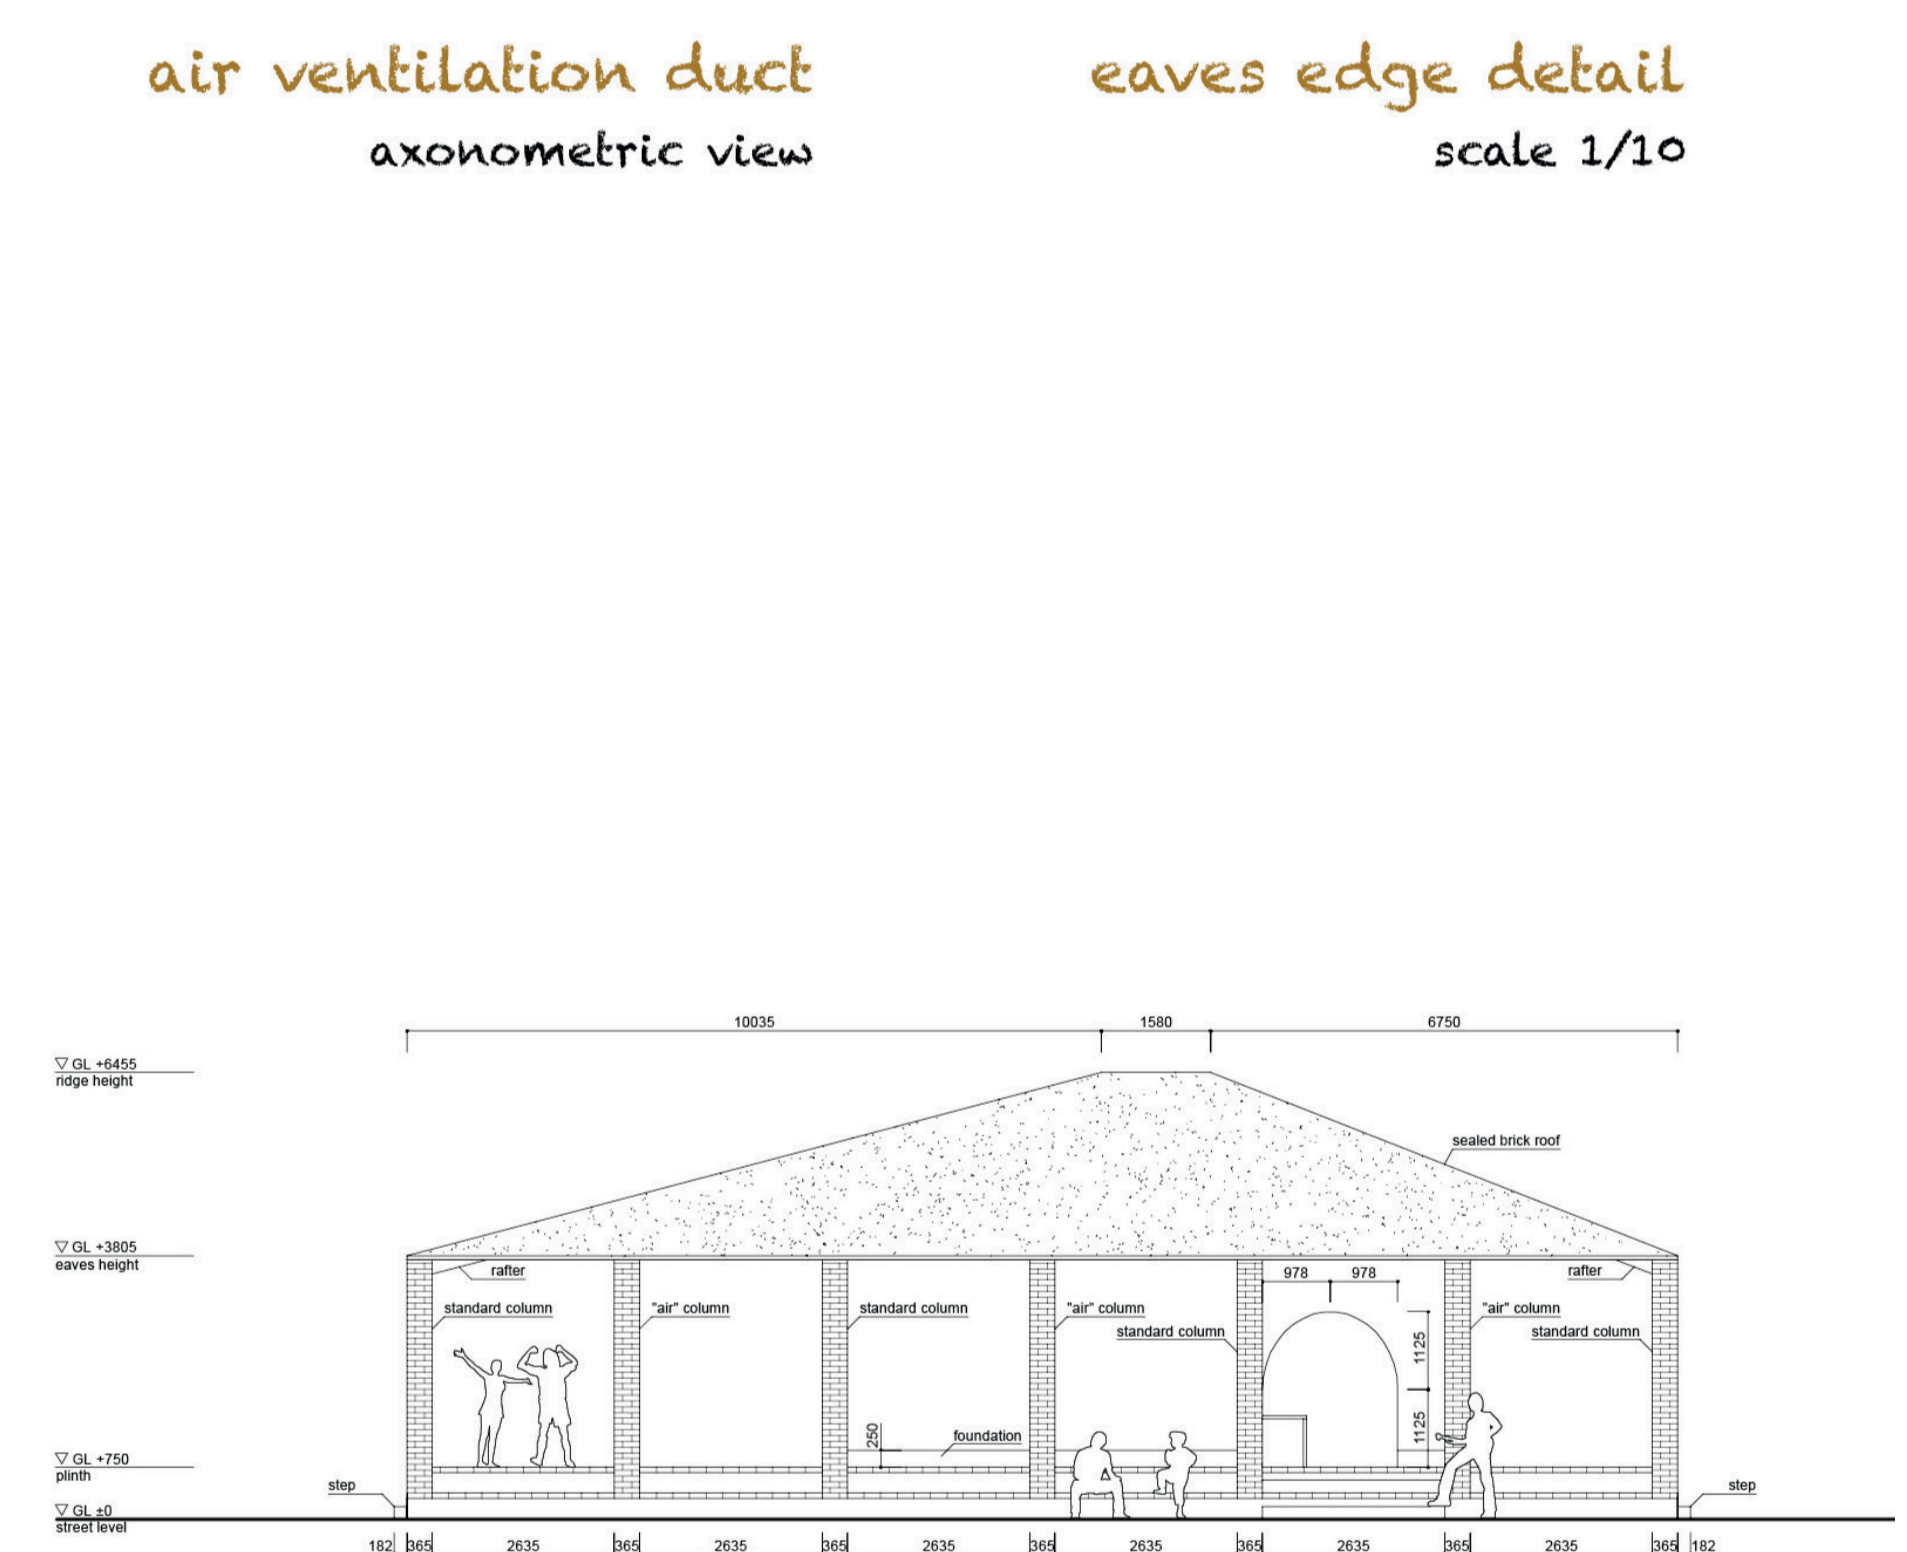 air ventilation duct
axonometric view
eaves edge detail
scale 1/10
10035 1580 6750
▽ GL +6455
ridge height
sealed brick roof
▽ GL +3805
eaves height
rafter 978 978 rafter
standard column "air" column standard column "air" column "air" column
standard column standard column
1125
1125
250
foundation
▽ GL +750
plinth
step step
▽ GL ±0
street level
182 365 2635 365 2635 365 2635 365 2635 365 2635 365 2635 365 182